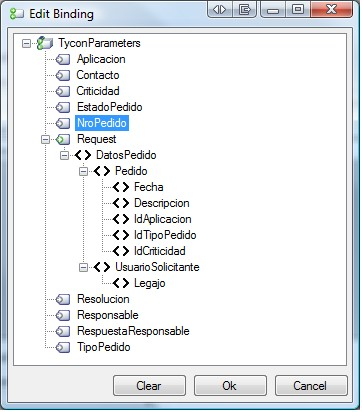 Edit Binding
TyconParameters
Aplicacion
Contacto
Criticidad
EstadoPedido
NroPedido
Request
<> DatosPedido
<> Pedido
<> Fecha
<> Descripcion
<> IdAplicacion
<> IdTipoPedido
<> IdCriticidad
<> UsuarioSolicitante
<> Legajo
Resolucion
Responsable
RespuestaResponsable
TipoPedido
Clear Ok Cancel